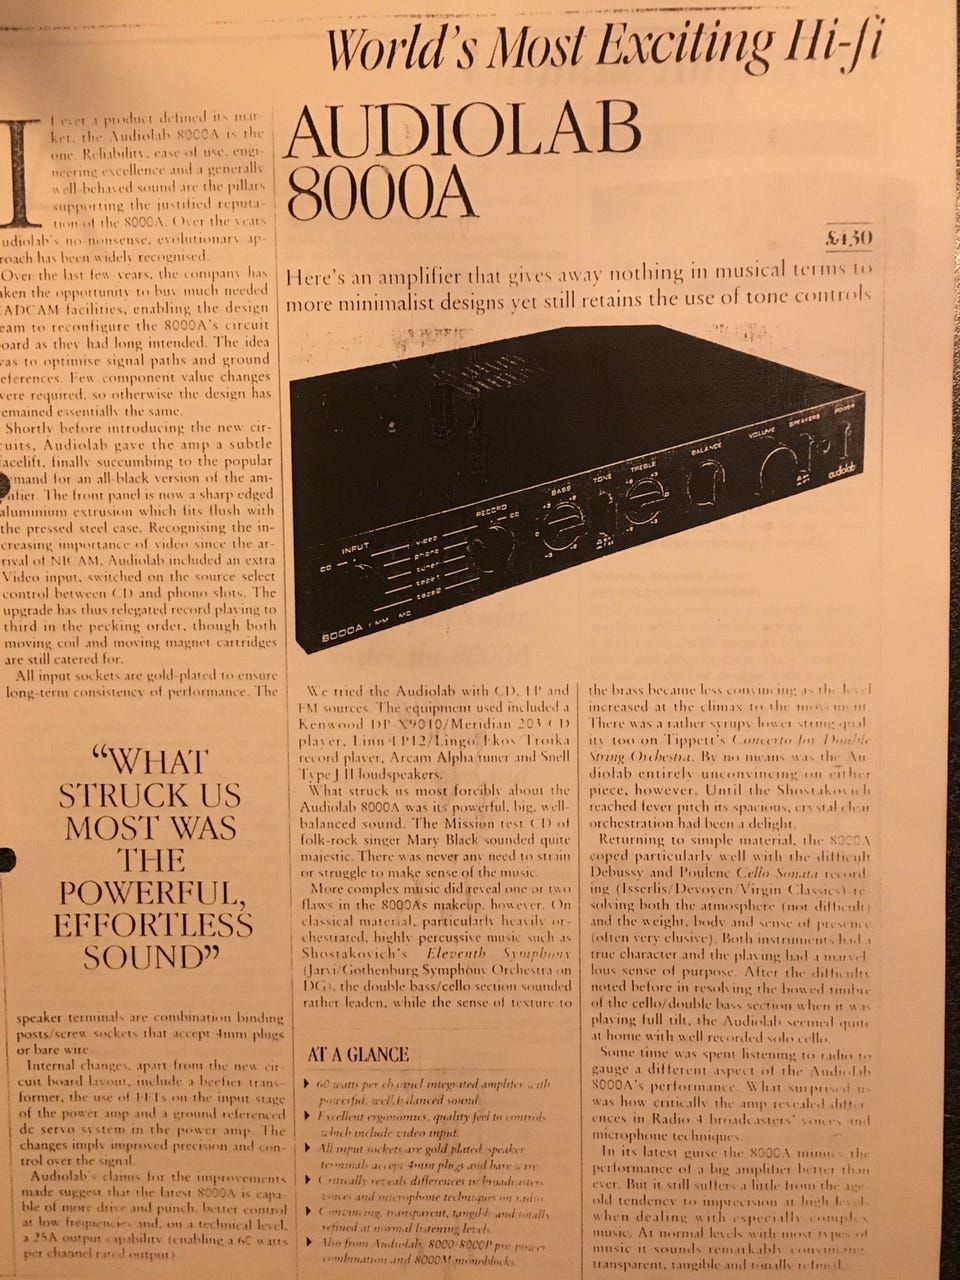 World's Most Exciting Hi-fi
AUDIOLAB
8000A
£430
Here's an amplifier that gives away nothing in musical terms to
more minimalist designs yet still retains the use of tone controls
If ever a product defined its mar-
ket, the Audiolab 8000A is the
one. Reliability, ease of use, engi-
neering excellence and a generally
well-behaved sound are the pillars
supporting the justified reputa-
tion of the 8000A. Over the years
udiolab's no-nonsense, evolutionary ap-
roach has been widely recognised.
Over the last few years, the company has
aken the opportunity to buy much needed
CADCAM facilities, enabling the design
eam to reconfigure the 8000A's circuit
oard as they had long intended. The idea
was to optimise signal paths and ground
eferences. Few component value changes
were required, so otherwise the design has
emained essentially the same.
Shortly before introducing the new cir-
cuits, Audiolab gave the amp a subtle
facelift, finally succumbing to the popular
mand for an all-black version of the am-
lifier. The front panel is now a sharp edged
aluminium extrusion which fits flush with
the pressed steel case. Recognising the in-
creasing importance of video since the ar-
rival of NICAM, Audiolab included an extra
Video input, switched on the source select
control between CD and phono slots. The
upgrade has thus relegated record playing to
third in the pecking order, though both
moving coil and moving magnet cartridges
are still catered for.
All input sockets are gold-plated to ensure
long-term consistency of performance. The
"WHAT
STRUCK US
MOST WAS
THE
POWERFUL,
EFFORTLESS
SOUND"
speaker terminals are combination binding
posts/screw sockets that accept 4mm plugs
or bare wire
Internal changes, apart from the new cir-
cuit board layout, include a beefier trans-
former, the use of FETs on the input stage
of the power amp and a ground referenced
dc servo system in the power amp. The
changes imply improved precision and con-
trol over the signal.
Audiolab's claims for the improvements
made suggest that the latest 8000A is capa-
ble of more drive and punch, better control
at low frequencies and, on a technical level,
a 25A output capability (enabling a 60 watts
per channel rated output)
INPUT
CD
video
phono
tuner
tape1
tape2
RECORD
CD
BASS
TONE
TREBLE
BALANCE
VOLUME
SPEAKERS
POWER
8000A
MM MC
audiolab
We tried the Audiolab with CD, LP and
FM sources. The equipment used included a
Kenwood DP-X9010/Meridian 203 CD
player, Linn LP12/Lingo/Ekos/Troika
record player, Arcam Alpha tuner and Snell
Type J II loudspeakers.
What struck us most forcibly about the
Audiolab 8000A was its powerful, big, well-
balanced sound. The Mission test CD of
folk-rock singer Mary Black sounded quite
majestic. There was never any need to strain
or struggle to make sense of the music.
More complex music did reveal one or two
flaws in the 8000As makeup, however. On
classical material, particularly heavily or-
chestrated, highly percussive music such as
Shostakovich's Eleventh Symphony
(Jarvi/Gothenburg Symphony Orchestra on
DG), the double bass/cello section sounded
rather leaden, while the sense of texture to
AT A GLANCE
60 watts per channel integrated amplifier with
powerful, well balanced sound.
Excellent ergonomics, quality feel to controls
which include video input.
All input sockets are gold plated, speaker
terminals accept 4mm plugs and bare wire
Critically reveals differences in broadcasters
voices and microphone techniques on radio
Convincing, transparent, tangible and totally
refined at normal listening levels
Also from Audiolab: 8000C/8000P pre-power
combination and 8000M monoblocks.
the brass became less convincing as the level
increased at the climax to the movement.
There was a rather syrupy lower string qual-
ity too on Tippett's Concerto for Double
String Orchestra. By no means was the Au-
diolab entirely unconvincing on either
piece, however. Until the Shostakovich
reached fever pitch its spacious, crystal clear
orchestration had been a delight.
Returning to simple material, the 8000A
coped particularly well with the difficult
Debussy and Poulenc Cello Sonata record-
ing (Isserlis/Devoyen/Virgin Classics) re-
solving both the atmosphere (not difficult)
and the weight, body and sense of presence
(often very elusive). Both instruments had a
true character and the playing had a marvel-
lous sense of purpose. After the difficulty
noted before in resolving the bowed timbre
of the cello/double bass section when it was
playing full tilt, the Audiolab seemed quite
at home with well recorded solo cello.
Some time was spent listening to radio to
gauge a different aspect of the Audiolab
8000A's performance. What surprised us
was how critically the amp revealed differ-
ences in Radio 4 broadcasters' voices and
microphone techniques.
In its latest guise the 8000A mimics the
performance of a big amplifier better than
ever. But it still suffers a little from the age-
old tendency to imprecision at high levels
when dealing with especially complex
music. At normal levels with most types of
music it sounds remarkably convincing,
transparent, tangible and tonally refined.